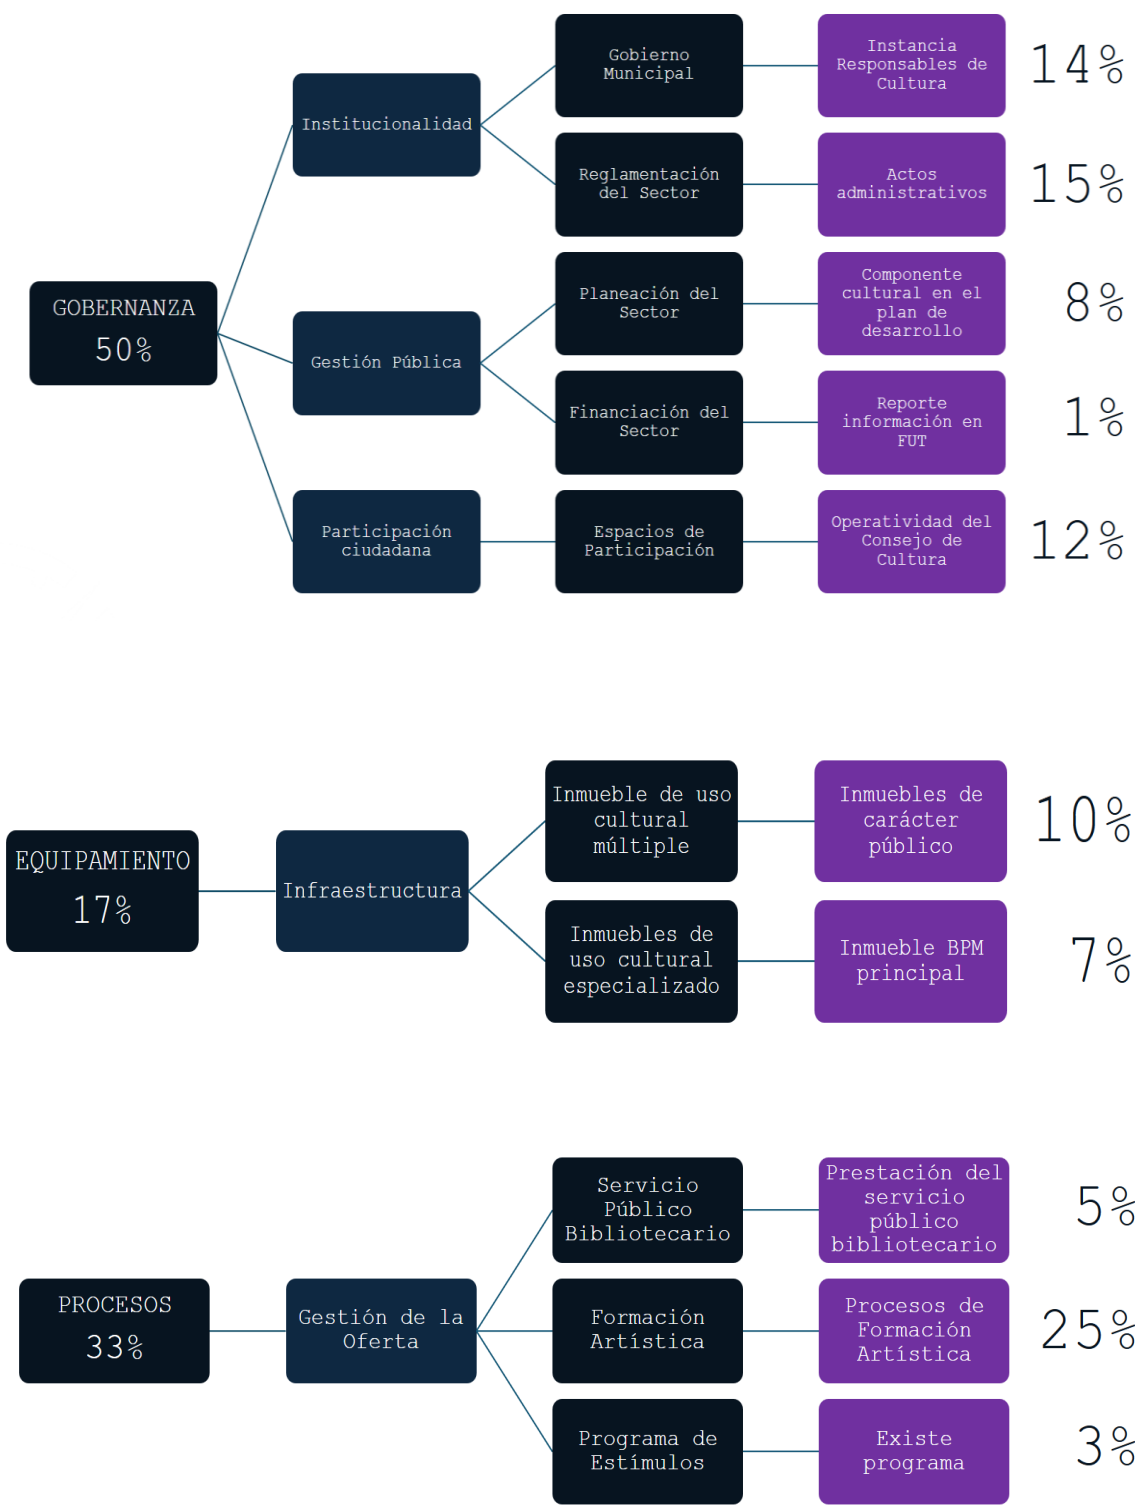 GOBERNANZA
50%
Institucionalidad
Gobierno
Municipal
Instancia
Responsables de
Cultura
14%
Reglamentación
del Sector
Actos
administrativos
15%
Gestión Pública
Planeación del
Sector
Componente
cultural en el
plan de
desarrollo
8%
Financiación del
Sector
Reporte
información en
FUT
1%
Participación
ciudadana
Espacios de
Participación
Operatividad del
Consejo de
Cultura
12%
EQUIPAMIENTO
17%
Infraestructura
Inmueble de uso
cultural
múltiple
Inmuebles de
carácter
público
10%
Inmuebles de
uso cultural
especializado
Inmueble BPM
principal
7%
PROCESOS
33%
Gestión de la
Oferta
Servicio
Público
Bibliotecario
Prestación del
servicio
público
bibliotecario
5%
Formación
Artística
Procesos de
Formación
Artística
25%
Programa de
Estímulos
Existe
programa
3%